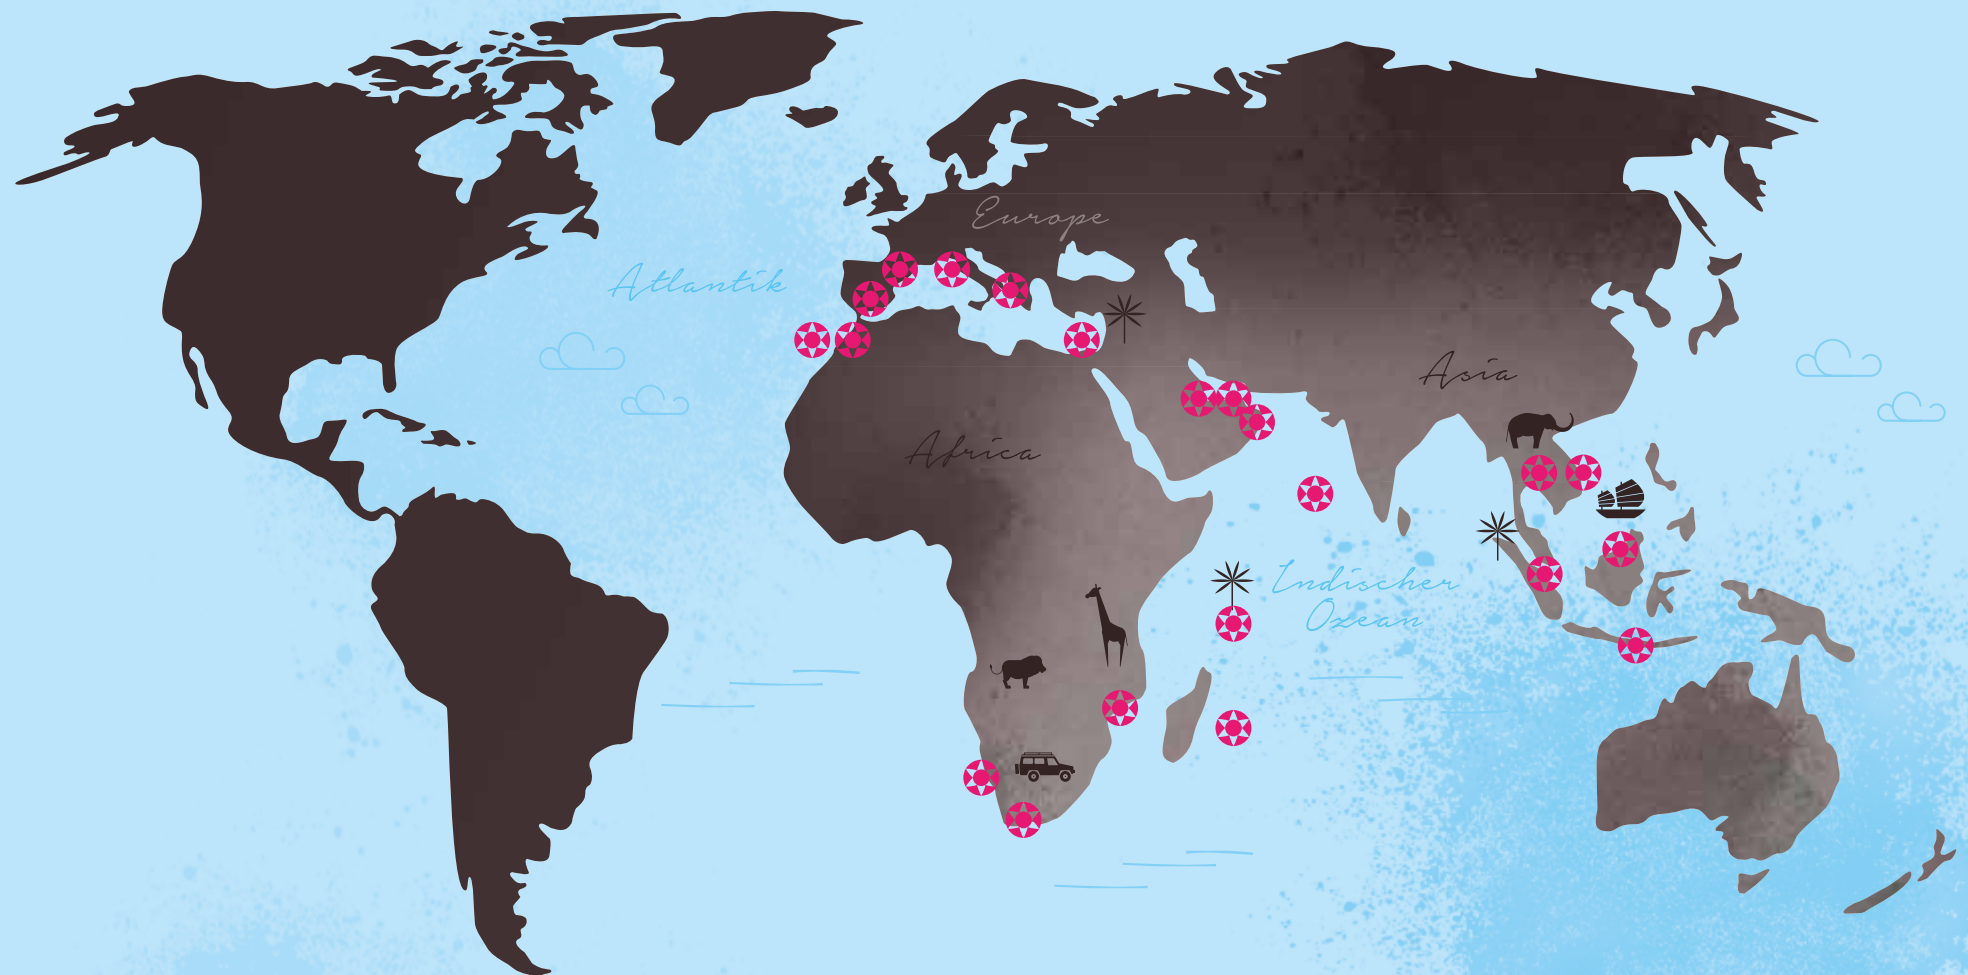 Europe
Atlantik
Asia
Africa
Indischer
Ozean